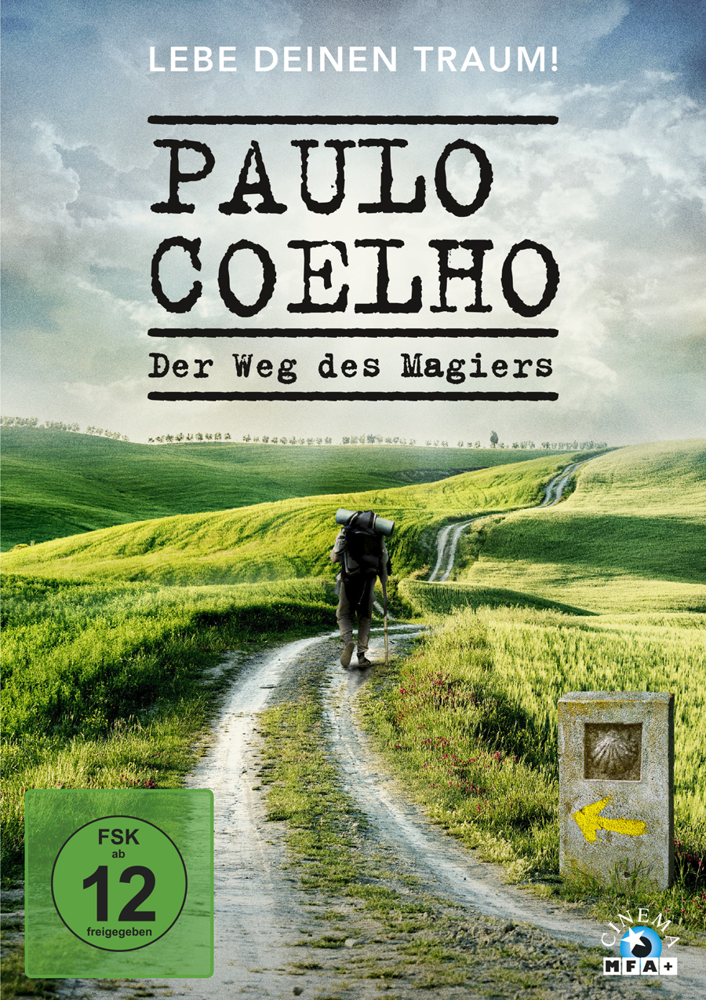 LEBE DEINEN TRAUM!
PAULO
COELHO
Der Weg des Magiers
FSK
ab
12
freigegeben
CINEMA
MFA+